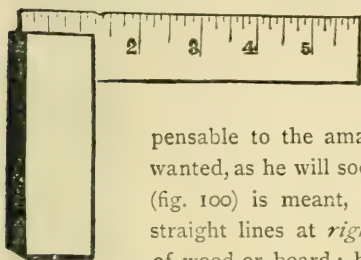 2 3 4 5
pensable to the ama
wanted, as he will soo
(fig. 100) is meant,
straight lines at righ
of wood or board; h